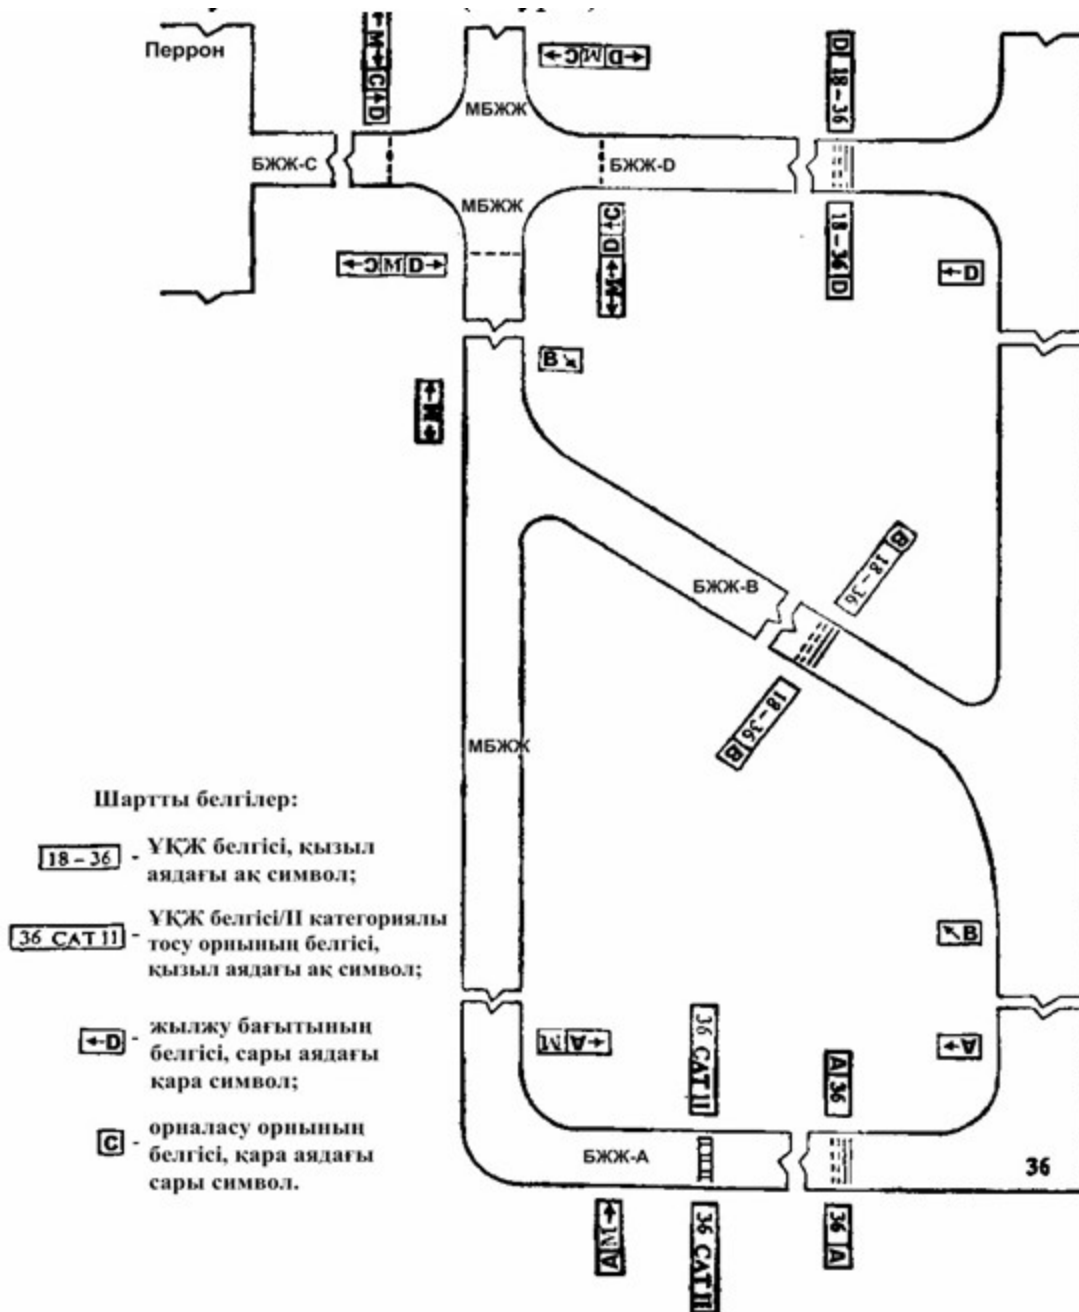 Перрон
МБЖЖ
БЖЖ-C
БЖЖ-D
МБЖЖ
←M→ C→D
←C M D→
D 18-36
18-36 D
←C M D→
D←C
←M→
←D
B↘
←M→
B 18-36
БЖЖ-B
18-36 B
МБЖЖ
Шартты белгілер:
18 – 36 - ҰҚЖ белгісі, қызыл
аядағы ақ символ;
36 CAT 11 - ҰҚЖ белгісі/II категориялы
тосу орнының белгісі,
қызыл аядағы ақ символ;
←D - жылжу бағытының
белгісі, сары аядағы
қара символ;
C - орналасу орнының
белгісі, қара аядағы
сары символ.
↖B
M A→
36 CAT II
A 36
←A
БЖЖ-A
36
A M→
36 CAT II
36 A